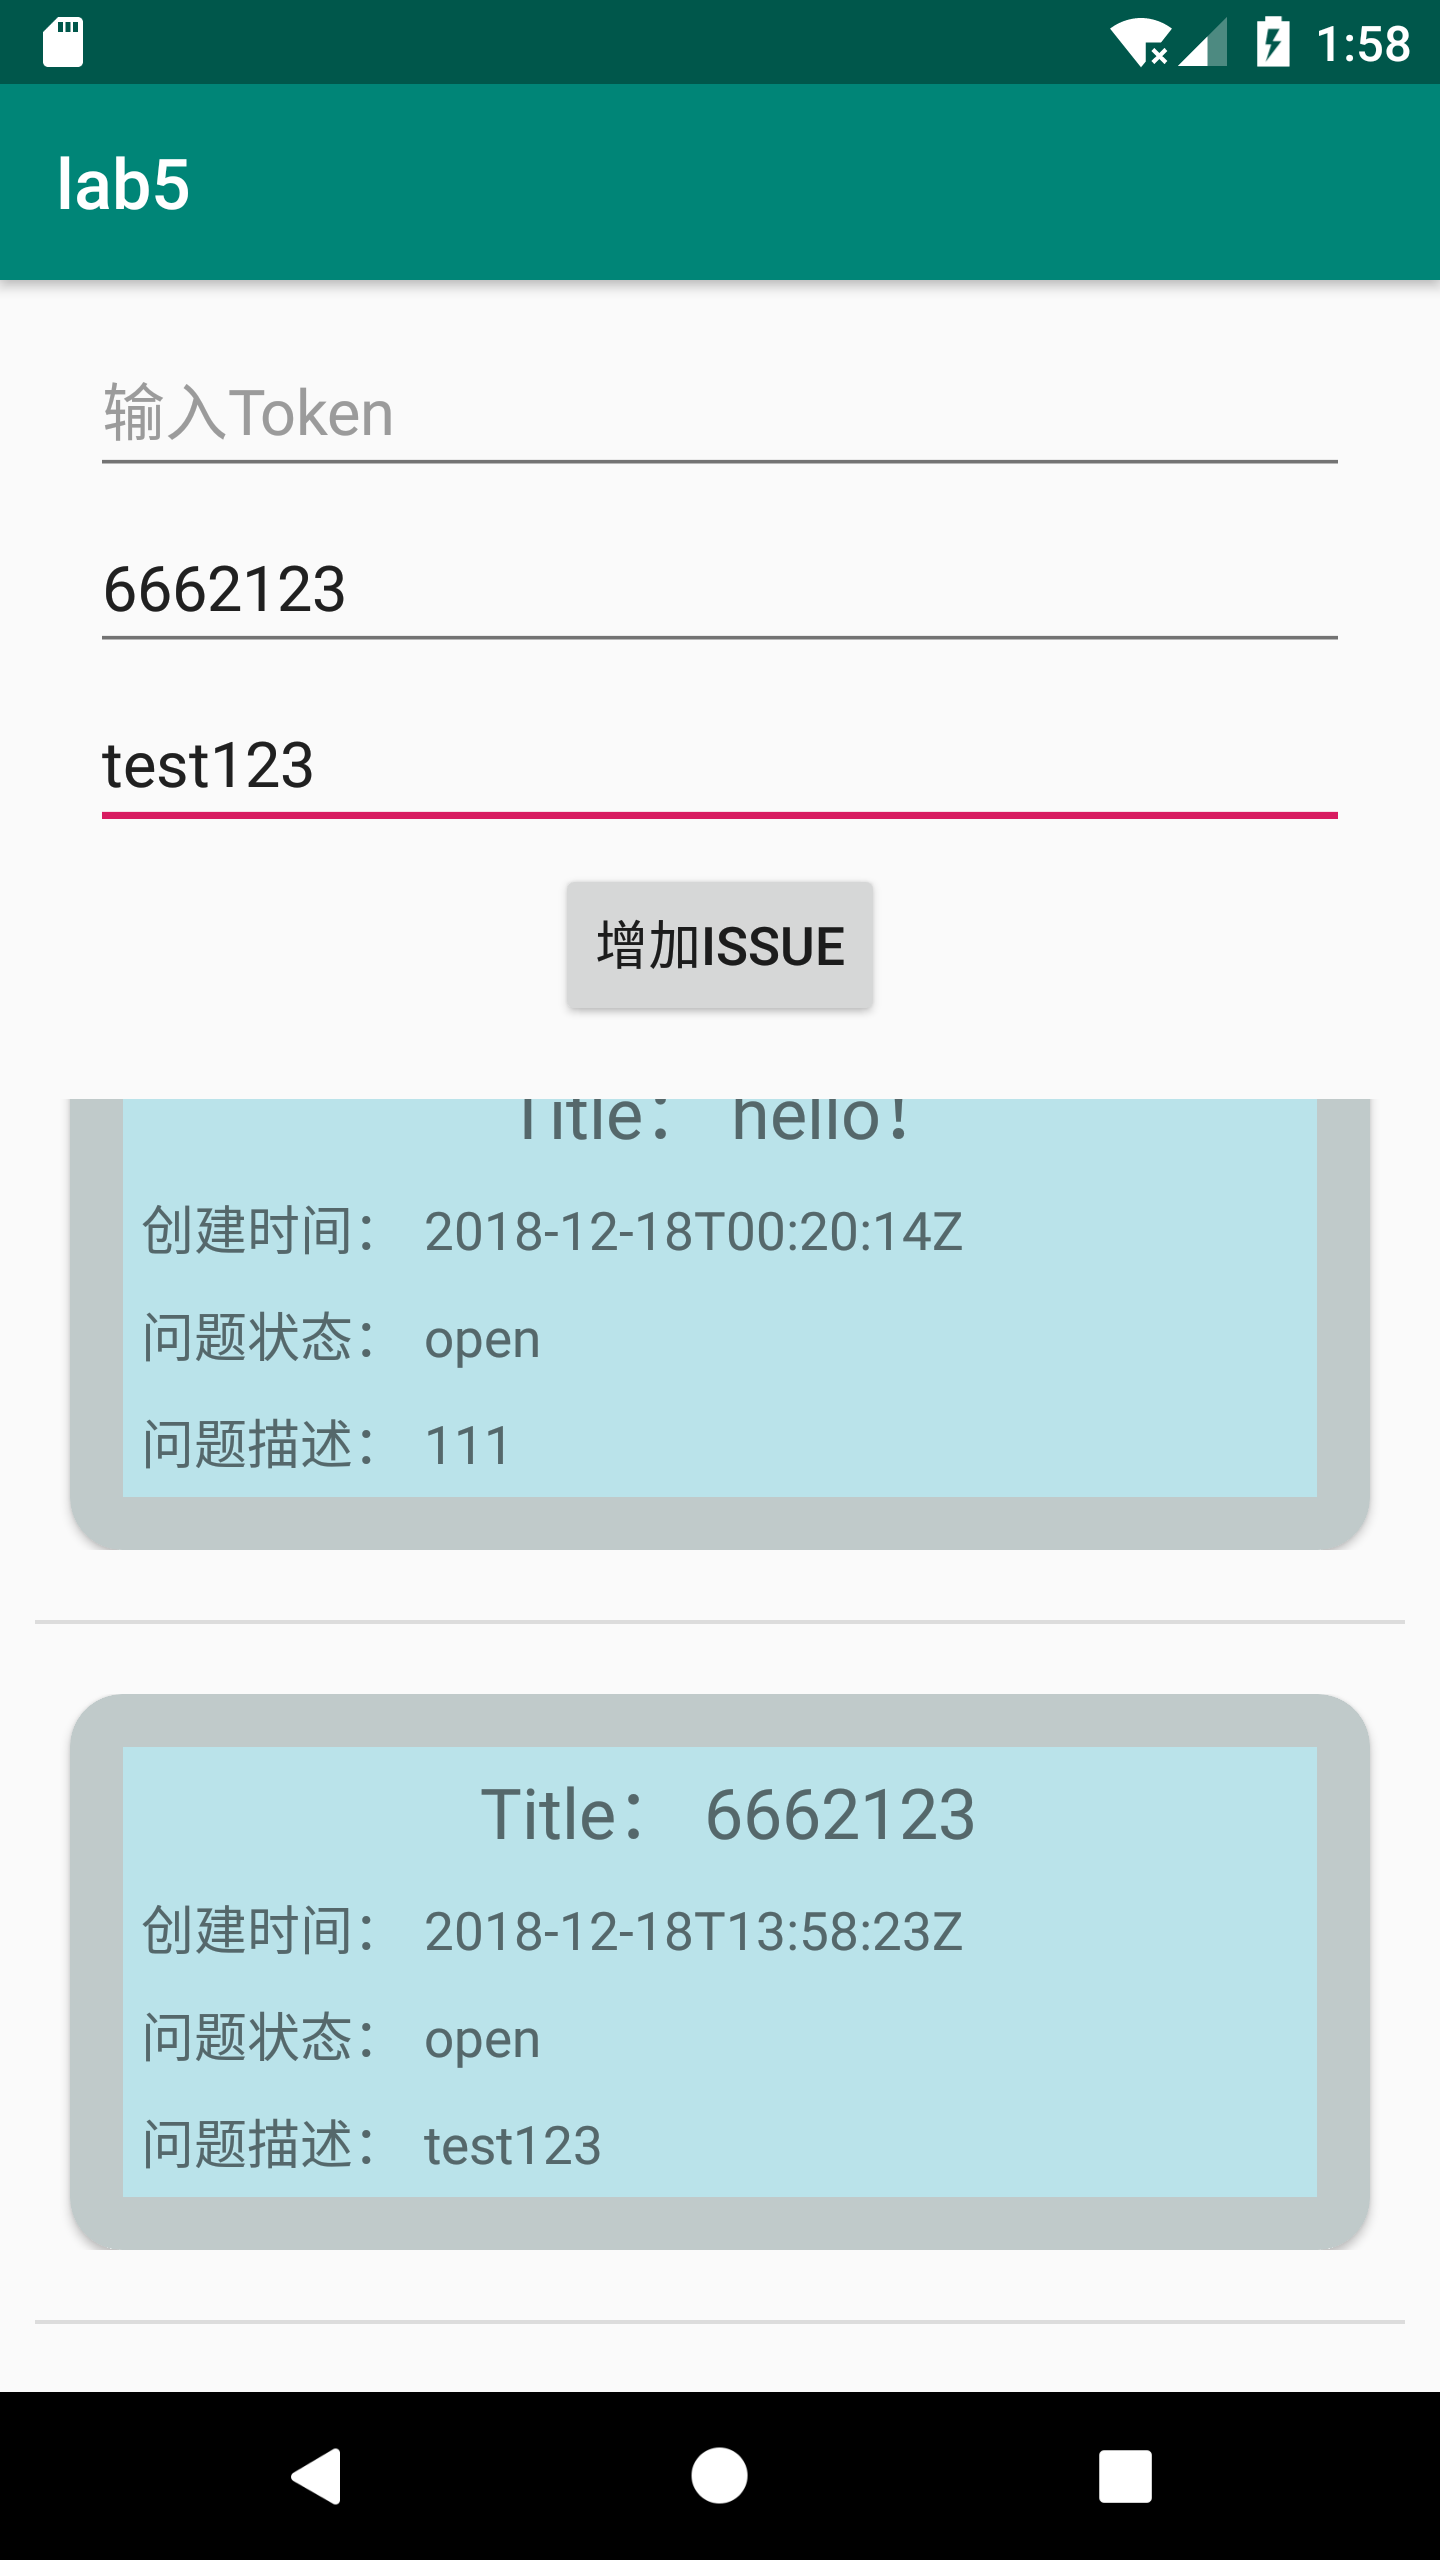 1:58
lab5
输入Token
6662123
test123
增加ISSUE
Title： hello！
创建时间： 2018-12-18T00:20:14Z
问题状态： open
问题描述： 111
Title： 6662123
创建时间： 2018-12-18T13:58:23Z
问题状态： open
问题描述： test123